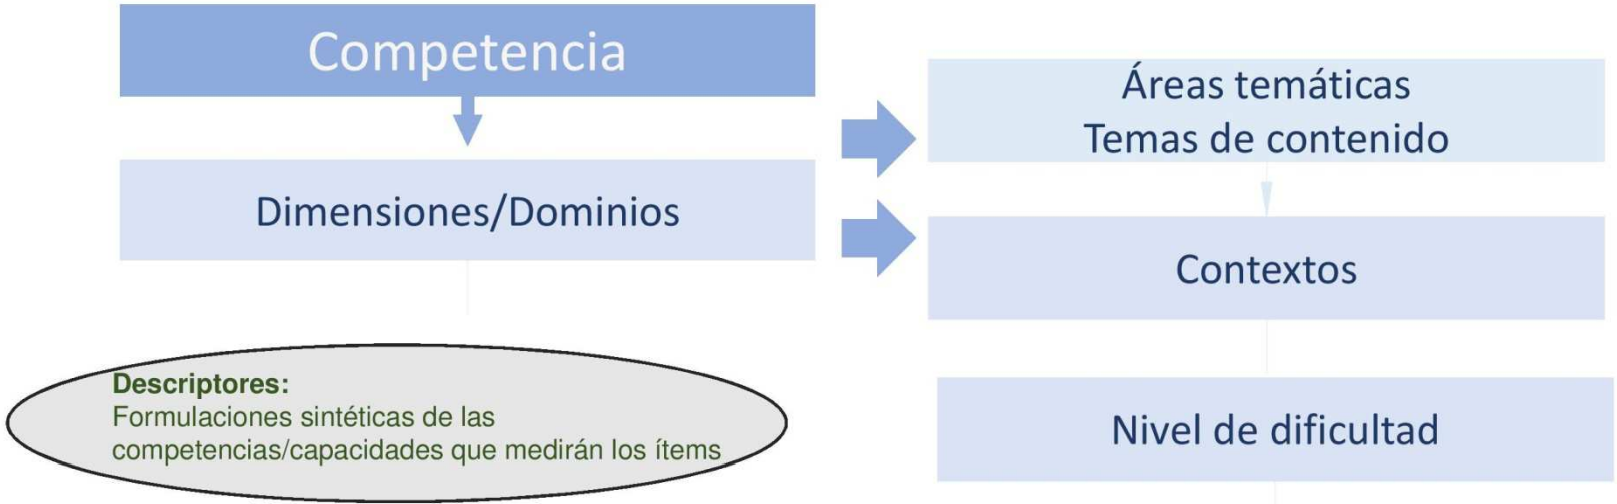 Competencia
Dimensiones/Dominios
Descriptores:
Formulaciones sintéticas de las
competencias/capacidades que medirán los ítems
Áreas temáticas
Temas de contenido
Contextos
Nivel de dificultad